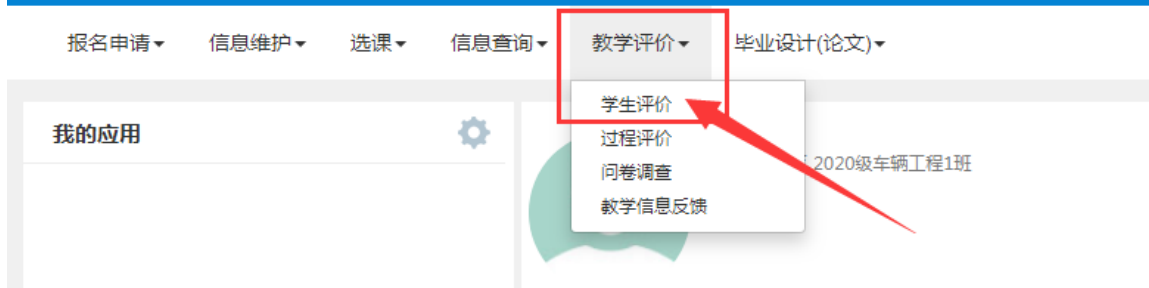 报名申请 信息维护 选课 信息查询 教学评价 毕业设计(论文)
学生评价
我的应用
过程评价
2020级车辆工程1班
问卷调查
教学信息反馈